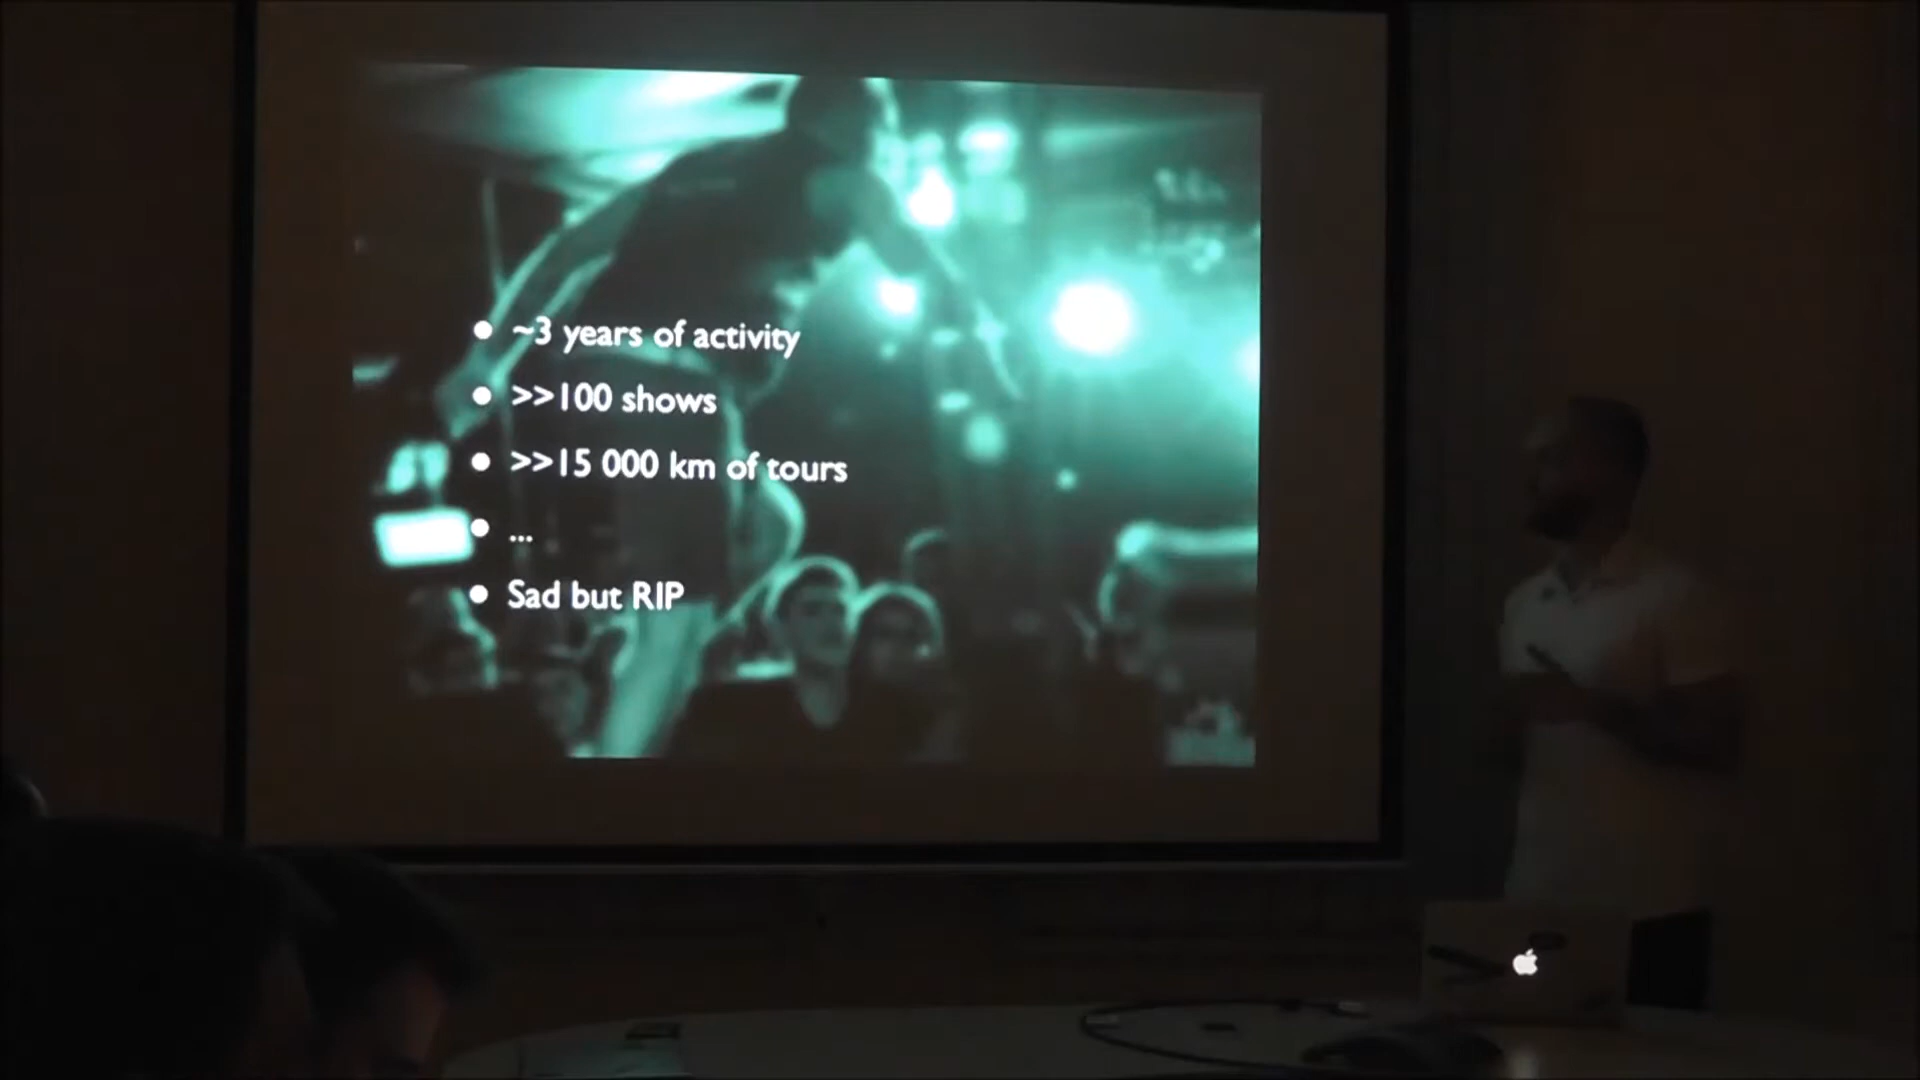 ~3 years of activity
>>100 shows
>>15 000 km of tours
...
Sad but RIP